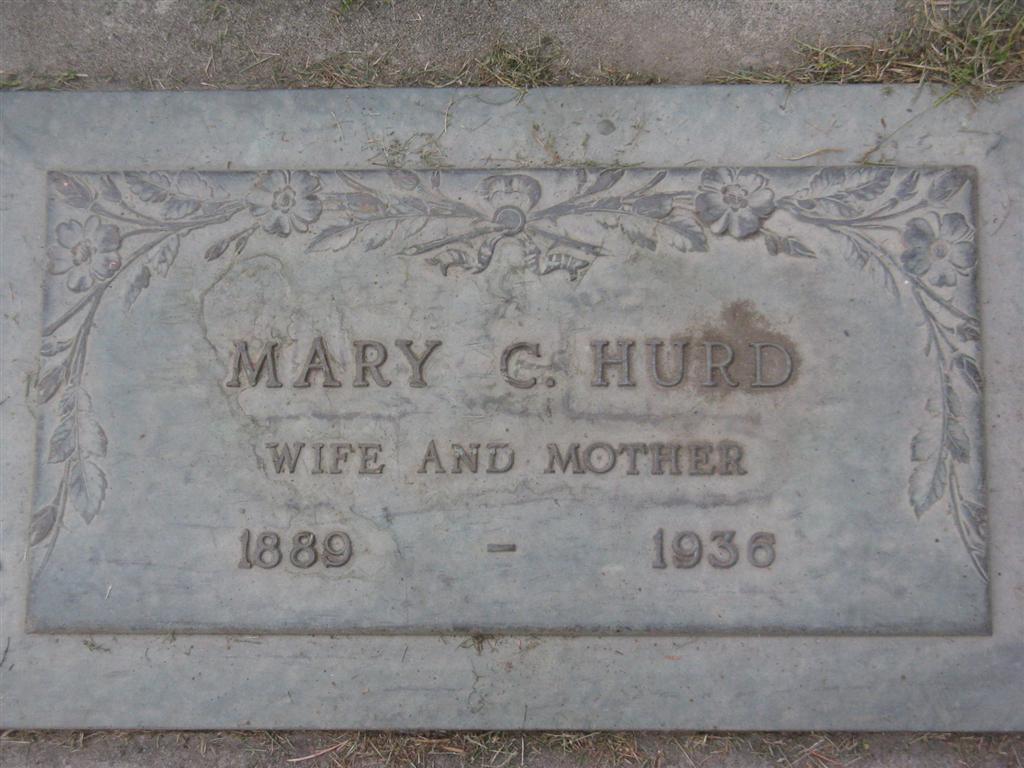 MARY C. HURD
WIFE AND MOTHER
1889 – 1936